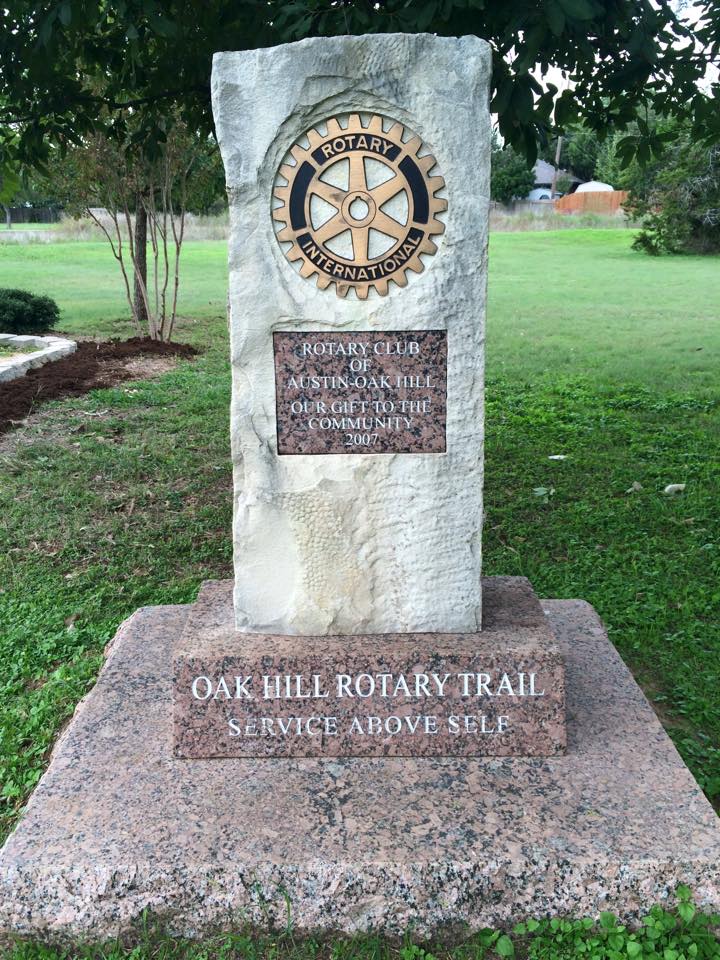 ROTARY
INTERNATIONAL
ROTARY CLUB
OF
AUSTIN-OAK HILL
OUR GIFT TO THE
COMMUNITY
2007
OAK HILL ROTARY TRAIL
SERVICE ABOVE SELF